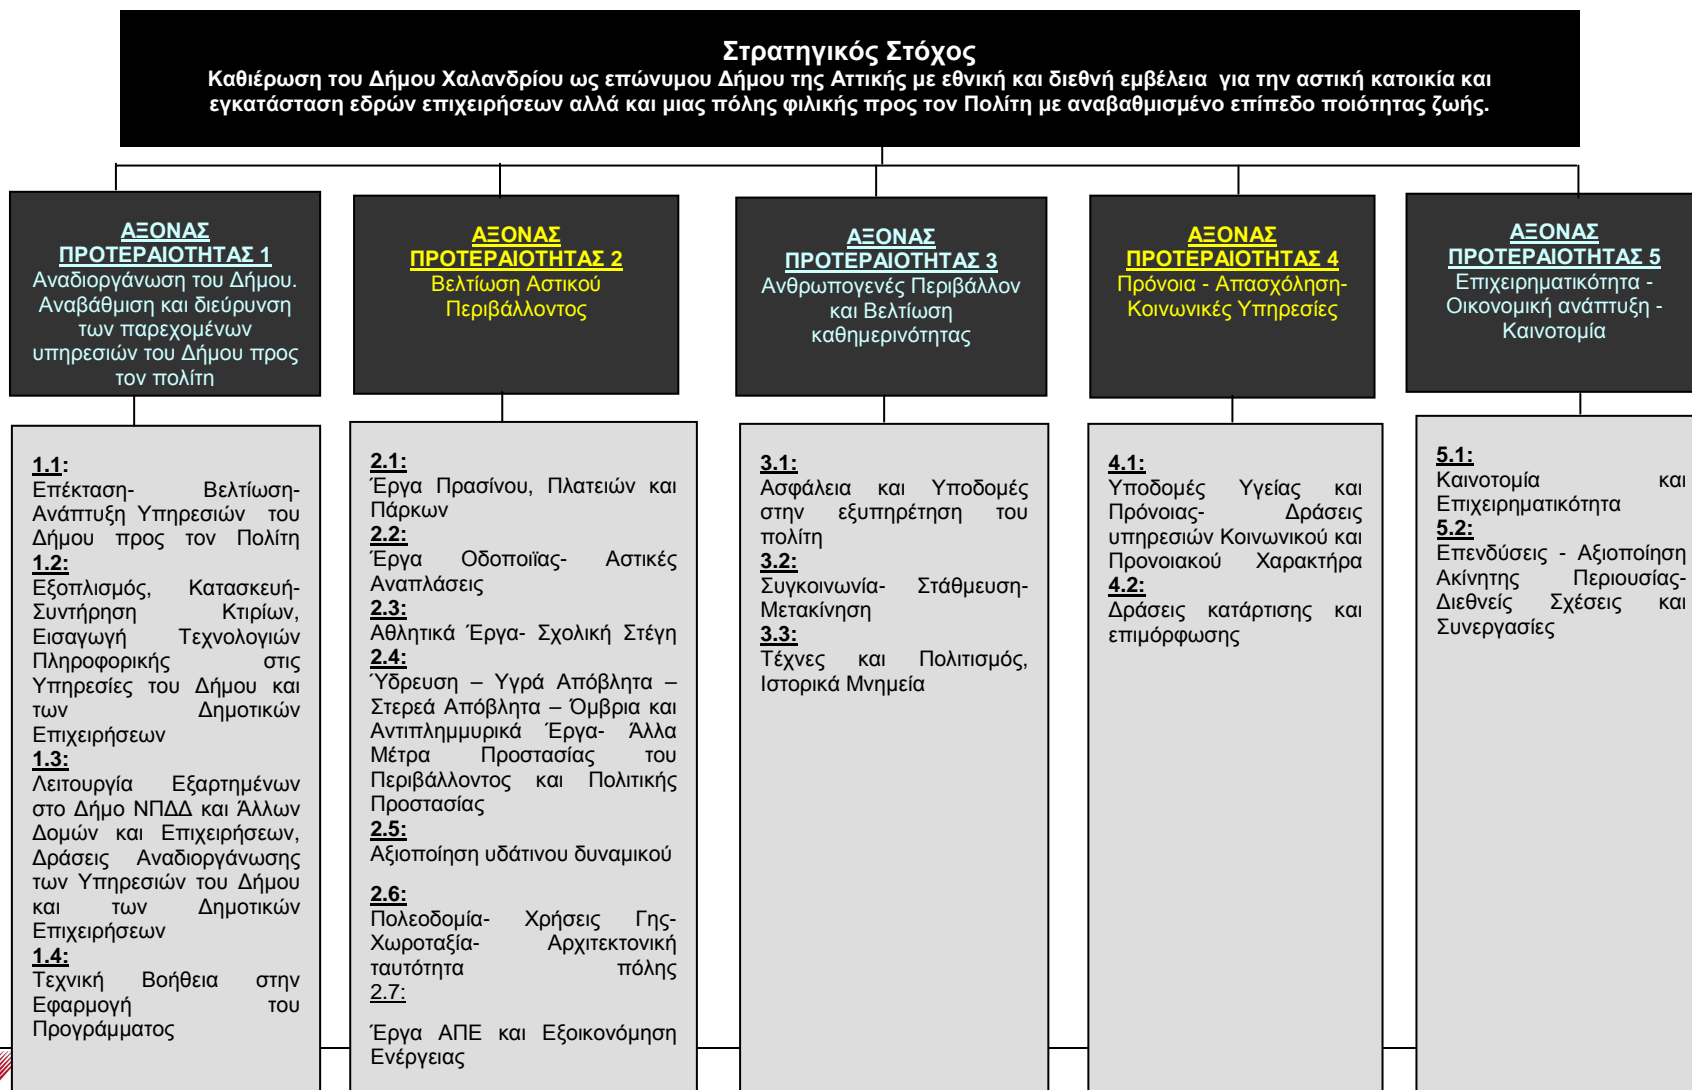 Στρατηγικός Στόχος
Καθιέρωση του Δήμου Χαλανδρίου ως επώνυμου Δήμου της Αττικής με εθνική και διεθνή εμβέλεια για την αστική κατοικία και
εγκατάσταση εδρών επιχειρήσεων αλλά και μιας πόλης φιλικής προς τον Πολίτη με αναβαθμισμένο επίπεδο ποιότητας ζωής.
ΑΞΟΝΑΣ
ΠΡΟΤΕΡΑΙΟΤΗΤΑΣ 1
Αναδιοργάνωση του Δήμου.
Αναβάθμιση και διεύρυνση
των παρεχομένων
υπηρεσιών του Δήμου προς
τον πολίτη
ΑΞΟΝΑΣ
ΠΡΟΤΕΡΑΙΟΤΗΤΑΣ 2
Βελτίωση Αστικού
Περιβάλλοντος
ΑΞΟΝΑΣ
ΠΡΟΤΕΡΑΙΟΤΗΤΑΣ 3
Ανθρωπογενές Περιβάλλον
και Βελτίωση
καθημερινότητας
ΑΞΟΝΑΣ
ΠΡΟΤΕΡΑΙΟΤΗΤΑΣ 4
Πρόνοια - Απασχόληση-
Κοινωνικές Υπηρεσίες
ΑΞΟΝΑΣ
ΠΡΟΤΕΡΑΙΟΤΗΤΑΣ 5
Επιχειρηματικότητα -
Οικονομική ανάπτυξη -
Καινοτομία
1.1:
Επέκταση- Βελτίωση-
Ανάπτυξη Υπηρεσιών του
Δήμου προς τον Πολίτη
1.2:
Εξοπλισμός, Κατασκευή-
Συντήρηση Κτιρίων,
Εισαγωγή Τεχνολογιών
Πληροφορικής στις
Υπηρεσίες του Δήμου και
των Δημοτικών
Επιχειρήσεων
1.3:
Λειτουργία Εξαρτημένων
στο Δήμο ΝΠΔΔ και Άλλων
Δομών και Επιχειρήσεων,
Δράσεις Αναδιοργάνωσης
των Υπηρεσιών του Δήμου
και των Δημοτικών
Επιχειρήσεων
1.4:
Τεχνική Βοήθεια στην
Εφαρμογή του
Προγράμματος
2.1:
Έργα Πρασίνου, Πλατειών και
Πάρκων
2.2:
Έργα Οδοποιϊας- Αστικές
Αναπλάσεις
2.3:
Αθλητικά Έργα- Σχολική Στέγη
2.4:
Ύδρευση – Υγρά Απόβλητα –
Στερεά Απόβλητα – Όμβρια και
Αντιπλημμυρικά Έργα- Άλλα
Μέτρα Προστασίας του
Περιβάλλοντος και Πολιτικής
Προστασίας
2.5:
Αξιοποίηση υδάτινου δυναμικού
2.6:
Πολεοδομία- Χρήσεις Γης-
Χωροταξία- Αρχιτεκτονική
ταυτότητα πόλης
2.7:
Έργα ΑΠΕ και Εξοικονόμηση
Ενέργειας
3.1:
Ασφάλεια και Υποδομές
στην εξυπηρέτηση του
πολίτη
3.2:
Συγκοινωνία- Στάθμευση-
Μετακίνηση
3.3:
Τέχνες και Πολιτισμός,
Ιστορικά Μνημεία
4.1:
Υποδομές Υγείας και
Πρόνοιας- Δράσεις
υπηρεσιών Κοινωνικού και
Προνοιακού Χαρακτήρα
4.2:
Δράσεις κατάρτισης και
επιμόρφωσης
5.1:
Καινοτομία και
Επιχειρηματικότητα
5.2:
Επενδύσεις - Αξιοποίηση
Ακίνητης Περιουσίας-
Διεθνείς Σχέσεις και
Συνεργασίες